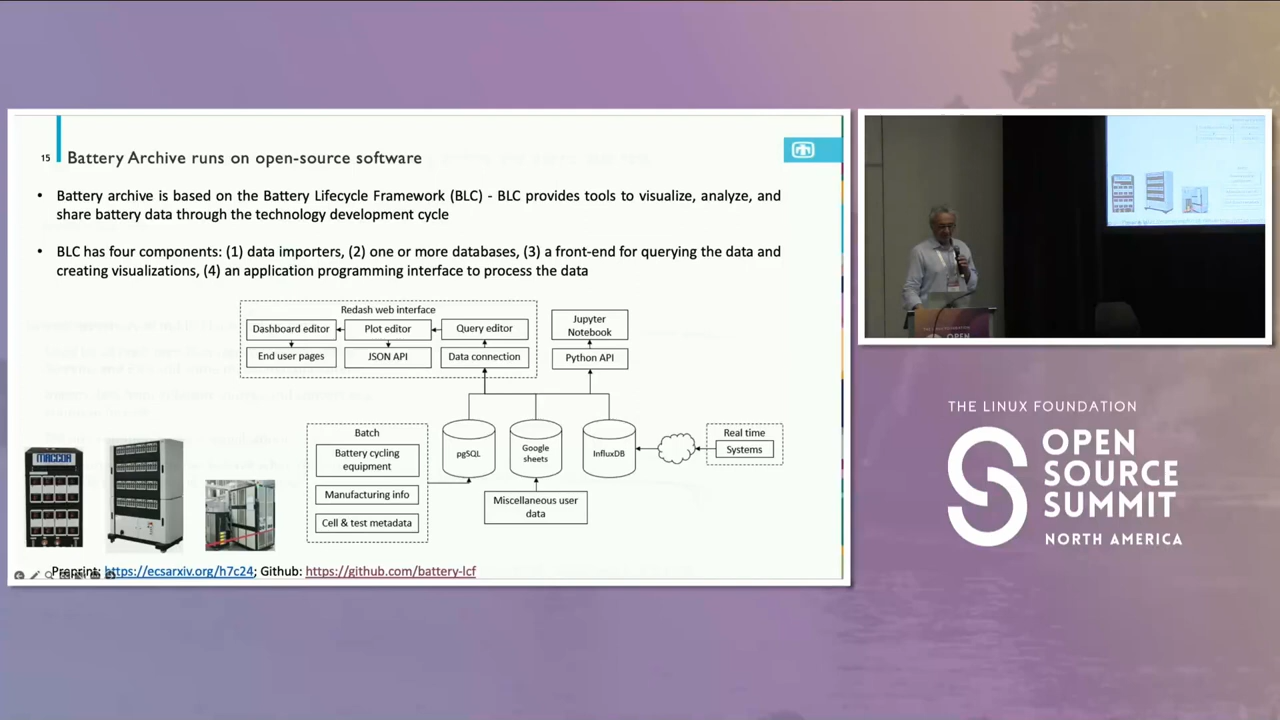 15 Battery Archive runs on open-source software
• Battery archive is based on the Battery Lifecycle Framework (BLC) - BLC provides tools to visualize, analyze, and
share battery data through the technology development cycle
• BLC has four components: (1) data importers, (2) one or more databases, (3) a front-end for querying the data and
creating visualizations, (4) an application programming interface to process the data
Redash web interface
Dashboard editor
Plot editor
Query editor
End user pages
JSON API
Data connection
Jupyter
Notebook
Python API
Batch
Battery cycling
equipment
Manufacturing info
Cell & test metadata
pgSQL
Google
sheets
InfluxDB
Miscellaneous user
data
Real time
Systems
MACCOR
Preprint: https://ecsarxiv.org/h7c24; Github: https://github.com/battery-lcf
THE LINUX FOUNDATION
OPEN
SOURCE
SUMMIT
NORTH AMERICA